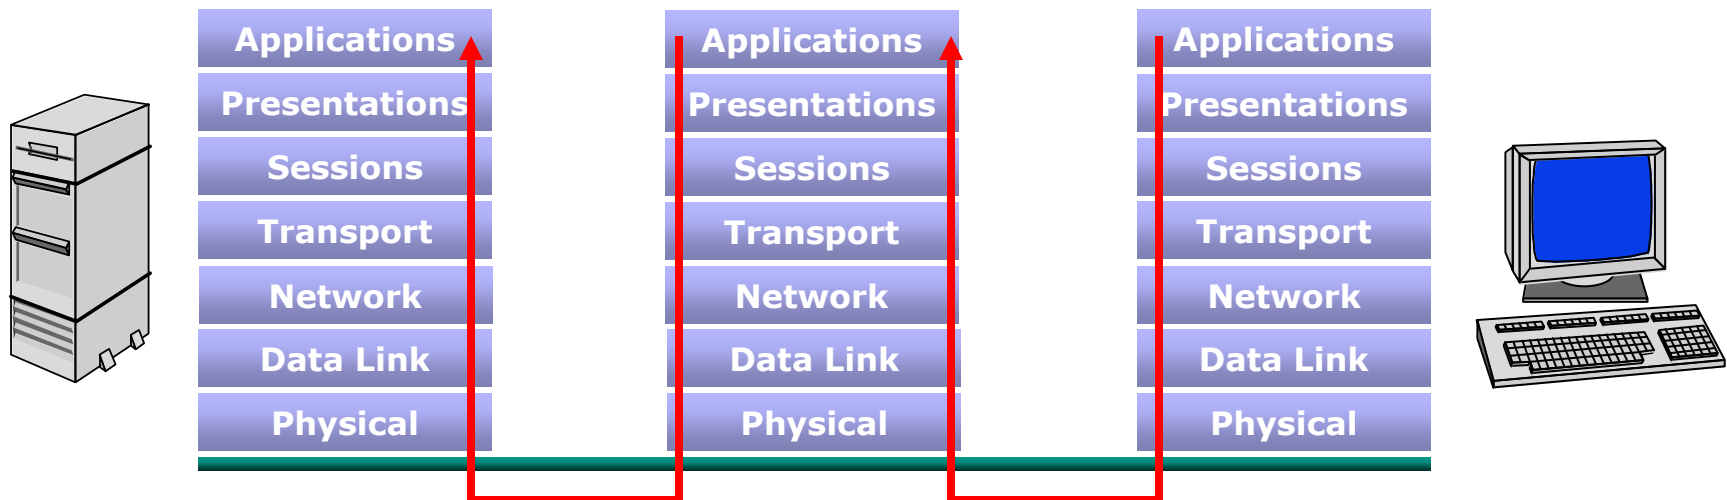 Applications
Presentations
Sessions
Transport
Network
Data Link
Physical
Applications
Presentations
Sessions
Transport
Network
Data Link
Physical
Applications
Presentations
Sessions
Transport
Network
Data Link
Physical